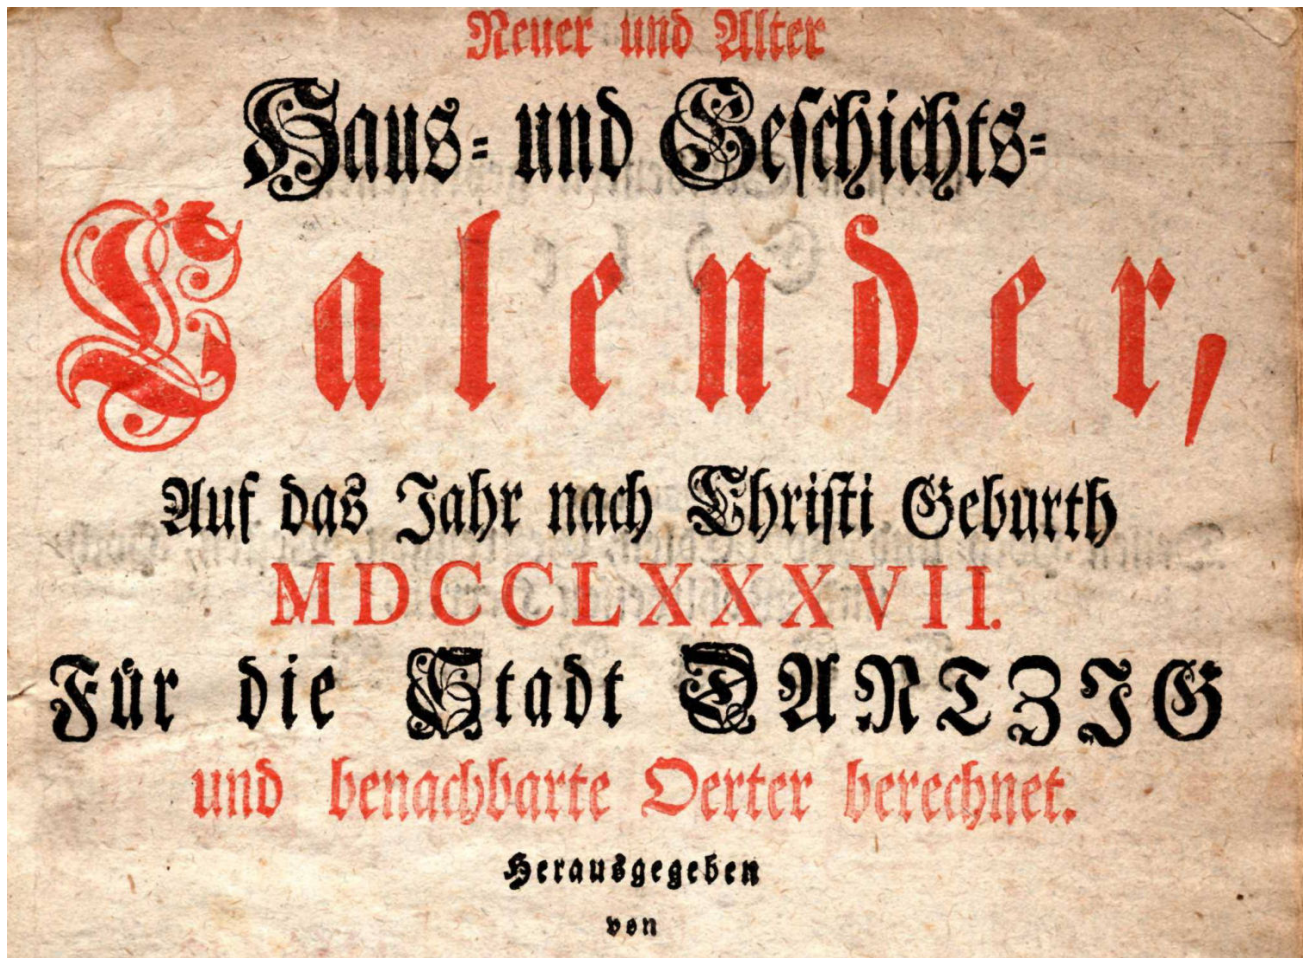 Neuer und Alter
Haus- und Geschichts-
Calender,
Auf das Jahr nach Christi Geburth
MDCCLXXXVII.
Für die Stadt DANTZIG
und benachbarte Oerter berechnet.
Herausgegeben
von